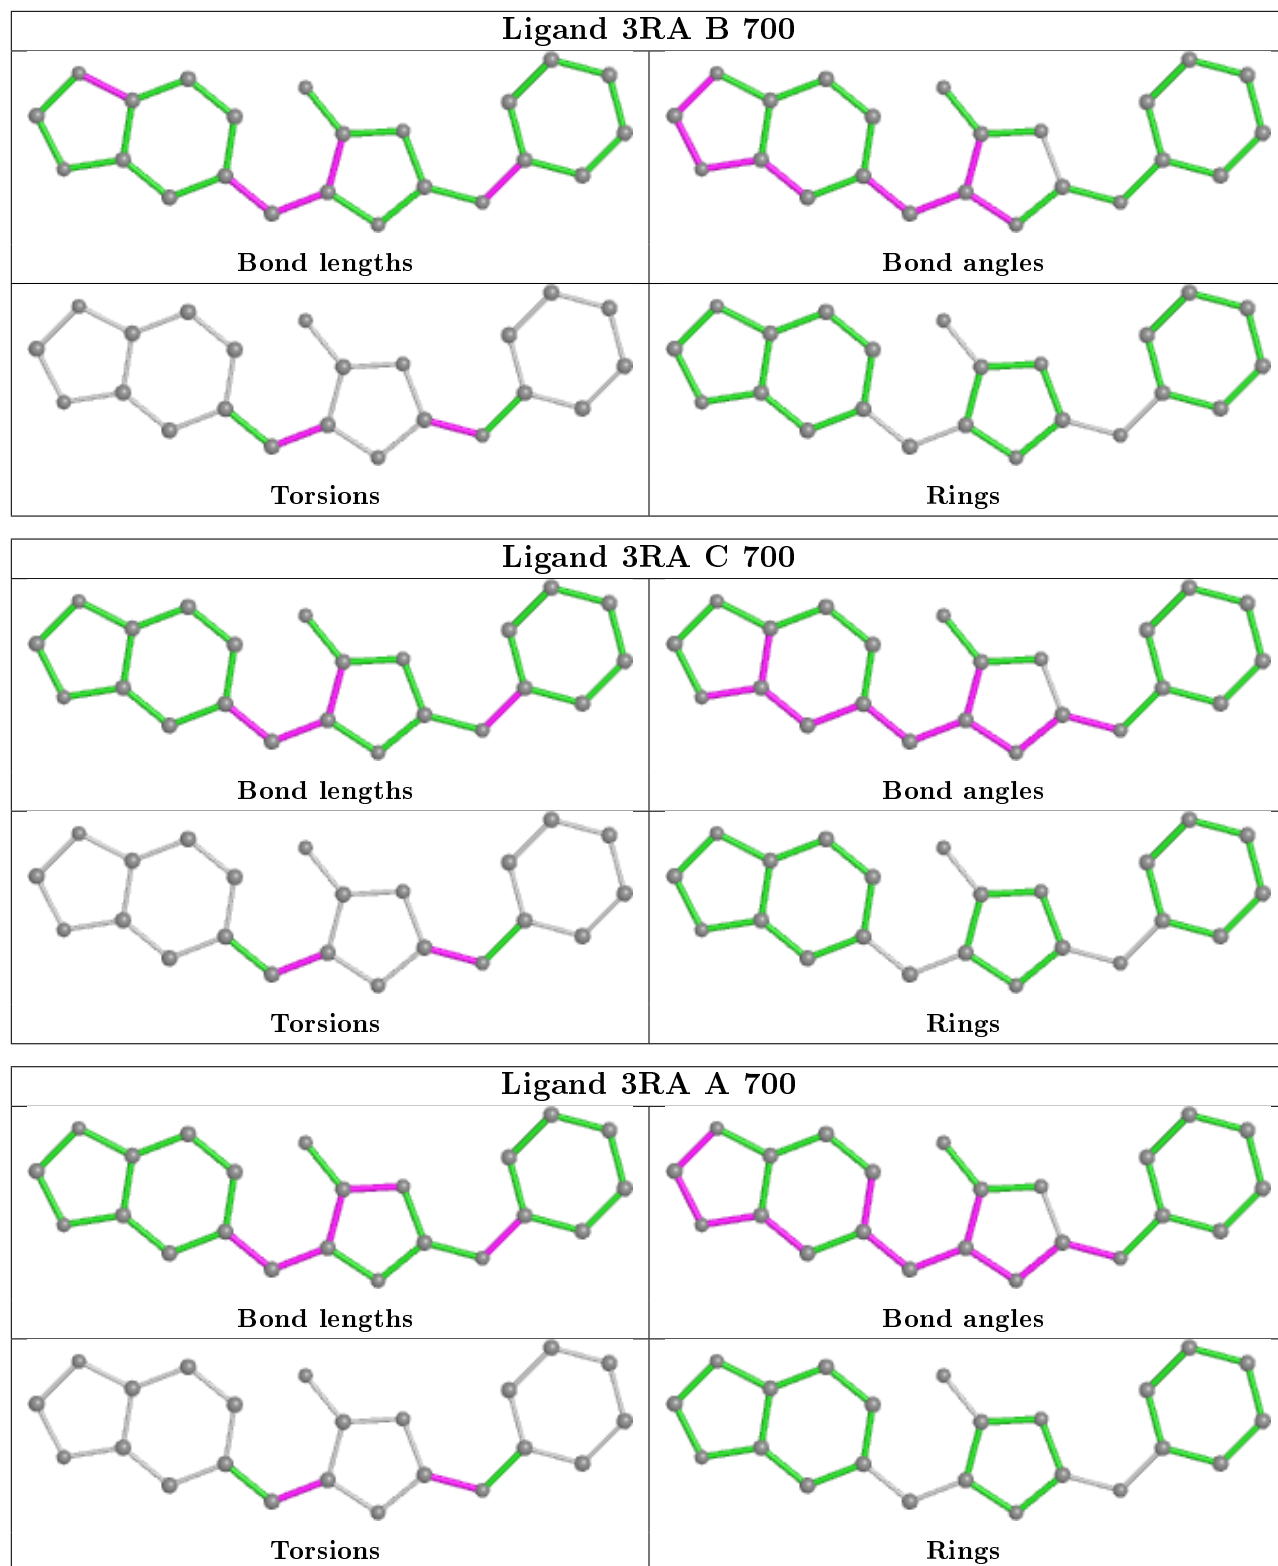 Ligand 3RA B 700
Bond lengths
Bond angles
Torsions
Rings
Ligand 3RA C 700
Bond lengths
Bond angles
Torsions
Rings
Ligand 3RA A 700
Bond lengths
Bond angles
Torsions
Rings